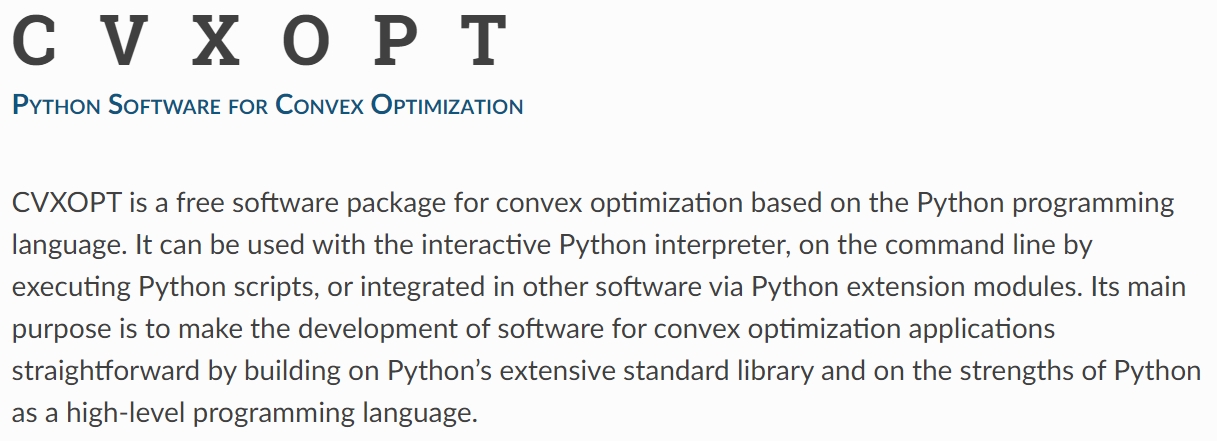 C V X O P T
Python Software for Convex Optimization
CVXOPT is a free software package for convex optimization based on the Python programming
language. It can be used with the interactive Python interpreter, on the command line by
executing Python scripts, or integrated in other software via Python extension modules. Its main
purpose is to make the development of software for convex optimization applications
straightforward by building on Python’s extensive standard library and on the strengths of Python
as a high-level programming language.